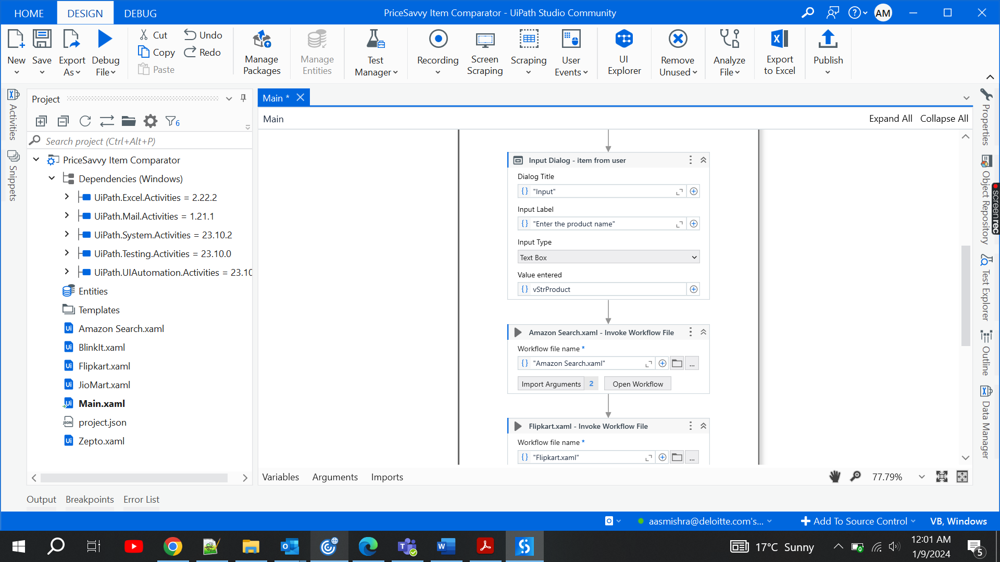 HOME
DESIGN
DEBUG
PriceSavvy Item Comparator - UiPath Studio Community
AM
New
Save
Export As
Debug File
Cut
Copy
Paste
Undo
Redo
Manage Packages
Manage Entities
Test Manager
Recording
Screen Scraping
Scraping
User Events
UI Explorer
Remove Unused
Analyze File
Export to Excel
Publish
Activities
Snippets
Project
6
Search project (Ctrl+Alt+P)
PriceSavvy Item Comparator
Dependencies (Windows)
UiPath.Excel.Activities = 2.22.2
UiPath.Mail.Activities = 1.21.1
UiPath.System.Activities = 23.10.2
UiPath.Testing.Activities = 23.10.0
UiPath.UIAutomation.Activities = 23.10
Entities
Templates
Amazon Search.xaml
BlinkIt.xaml
Flipkart.xaml
JioMart.xaml
Main.xaml
project.json
Zepto.xaml
Main *
Main
Expand All
Collapse All
Input Dialog - item from user
Dialog Title
"Input"
Input Label
"Enter the product name"
Input Type
Text Box
Value entered
vStrProduct
Amazon Search.xaml - Invoke Workflow File
Workflow file name *
"Amazon Search.xaml"
...
Import Arguments 2
Open Workflow
Flipkart.xaml - Invoke Workflow File
Workflow file name *
"Flipkart.xaml"
...
Variables
Arguments
Imports
77.79%
Properties
Object Repository
Test Explorer
Outline
Data Manager
screenrec
Output
Breakpoints
Error List
aasmishra@deloitte.com's...
Add To Source Control
VB, Windows
17°C Sunny
12:01 AM
1/9/2024
5